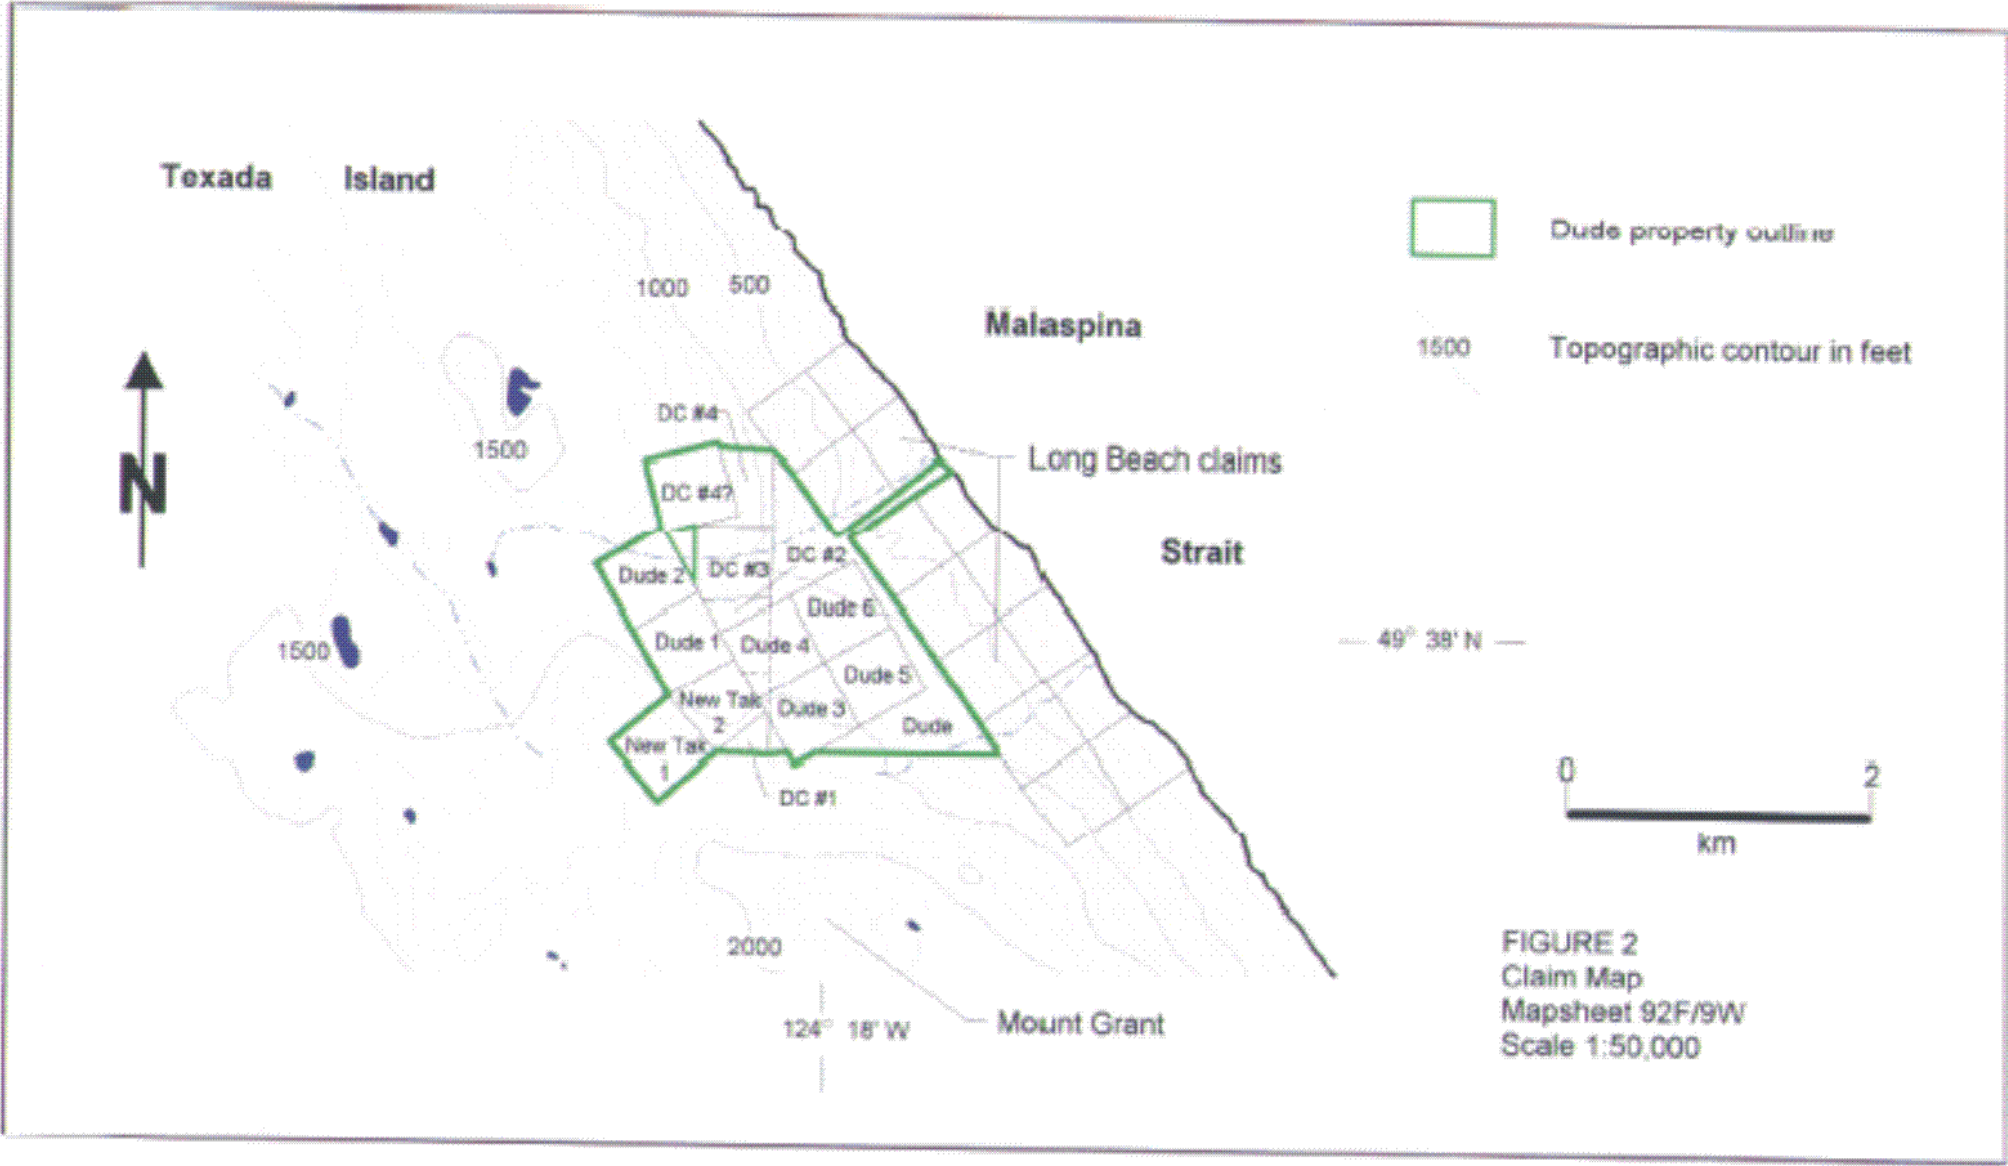 Texada Island
Dude property outline
1000 500
Malaspina
1500 Topographic contour in feet
DC #4
1500
Long Beach claims
DC #4?
N
Strait
DC #2
Dude 2 DC #3
Dude 6
1500
Dude 1 Dude 4
49° 38' N
Dude 5
New Tak
2
Dude 3
Dude
New Tak
1
DC #1
0 2
km
2000
FIGURE 2
Claim Map
Mapsheet 92F/9W
Scale 1:50,000
124° 18' W
Mount Grant